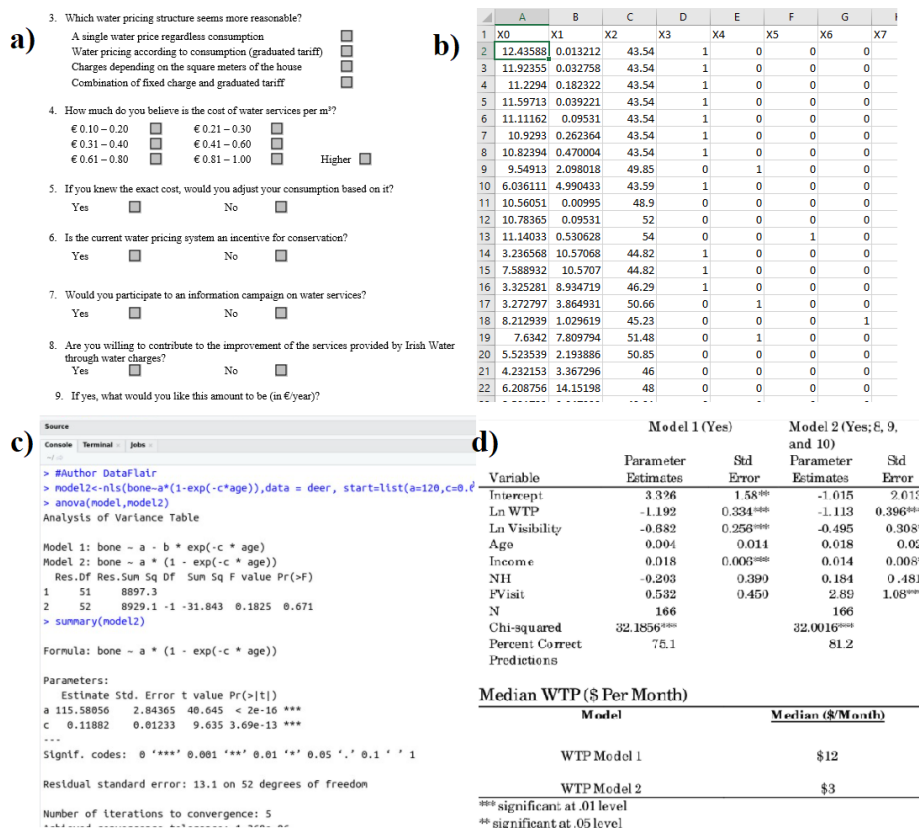 a)
3. Which water pricing structure seems more reasonable?
A single water price regardless consumption
Water pricing according to consumption (graduated tariff)
Charges depending on the square meters of the house
Combination of fixed charge and graduated tariff
4. How much do you believe is the cost of water services per m³?
€ 0.10 – 0.20 € 0.21 – 0.30
€ 0.31 – 0.40 € 0.41 – 0.60
€ 0.61 – 0.80 € 0.81 – 1.00 Higher
5. If you knew the exact cost, would you adjust your consumption based on it?
Yes No
6. Is the current water pricing system an incentive for conservation?
Yes No
7. Would you participate to an information campaign on water services?
Yes No
8. Are you willing to contribute to the improvement of the services provided by Irish Water
through water charges?
Yes No
9. If yes, what would you like this amount to be (in €/year)?
b)
A B C D E F G
1 X0 X1 X2 X3 X4 X5 X6 X7
2 12.43588 0.013212 43.54 1 0 0 0
3 11.92355 0.032758 43.54 1 0 0 0
4 11.2294 0.182322 43.54 1 0 0 0
5 11.59713 0.039221 43.54 1 0 0 0
6 11.11162 0.09531 43.54 1 0 0 0
7 10.9293 0.262364 43.54 1 0 0 0
8 10.82394 0.470004 43.54 1 0 0 0
9 9.54913 2.098018 49.85 0 1 0 0
10 6.036111 4.990433 43.59 1 0 0 0
11 10.56051 0.00995 48.9 0 0 0 0
12 10.78365 0.09531 52 0 0 0 0
13 11.14033 0.530628 54 0 0 1 0
14 3.236568 10.57068 44.82 1 0 0 0
15 7.588932 10.5707 44.82 1 0 0 0
16 3.325281 8.934719 46.29 1 0 0 0
17 3.272797 3.864931 50.66 0 1 0 0
18 8.212939 1.029619 45.23 0 0 0 1
19 7.6342 7.809794 51.48 0 1 0 0
20 5.523539 2.193886 50.85 0 0 0 0
21 4.232153 3.367296 46 0 0 0 0
22 6.208756 14.15198 48 0 0 0 0
c)
Source
Console Terminal Jobs
> #Author DataFlair
> model2<-nls(bone~a*(1-exp(-c*age)),data = deer, start=list(a=120,c=0.
> anova(model,model2)
Analysis of Variance Table
Model 1: bone ~ a - b * exp(-c * age)
Model 2: bone ~ a * (1 - exp(-c * age))
Res.Df Res.Sum Sq Df Sum Sq F value Pr(>F)
1 51 8897.3
2 52 8929.1 -1 -31.843 0.1825 0.671
> summary(model2)
Formula: bone ~ a * (1 - exp(-c * age))
Parameters:
Estimate Std. Error t value Pr(>|t|)
a 115.58056 2.84365 40.645 < 2e-16 ***
c 0.11882 0.01233 9.635 3.69e-13 ***
---
Signif. codes: 0 ‘***’ 0.001 ‘**’ 0.01 ‘*’ 0.05 ‘.’ 0.1 ‘ ’ 1
Residual standard error: 13.1 on 52 degrees of freedom
Number of iterations to convergence: 5
d)
Model 1 (Yes) Model 2 (Yes; 8, 9,
and 10)
Parameter Std Parameter Std
Variable Estimates Error Estimates Error
Intercept 3.326 1.58** -1.015 2.013
Ln WTP -1.192 0.334*** -1.113 0.396***
Ln Visibility -0.682 0.256*** -0.495 0.308
Age 0.004 0.014 0.018 0.02
Income 0.018 0.006*** 0.014 0.008
NH -0.203 0.390 0.184 0.481
PVisit 0.532 0.450 2.89 1.08***
N 166 166
Chi-squared 32.1856*** 32.0016***
Percent Correct 75.1 81.2
Predictions
Median WTP ($ Per Month)
Model Median ($/Month)
WTP Model 1 $12
WTP Model 2 $3
*** significant at .01 level
** significant at .05 level